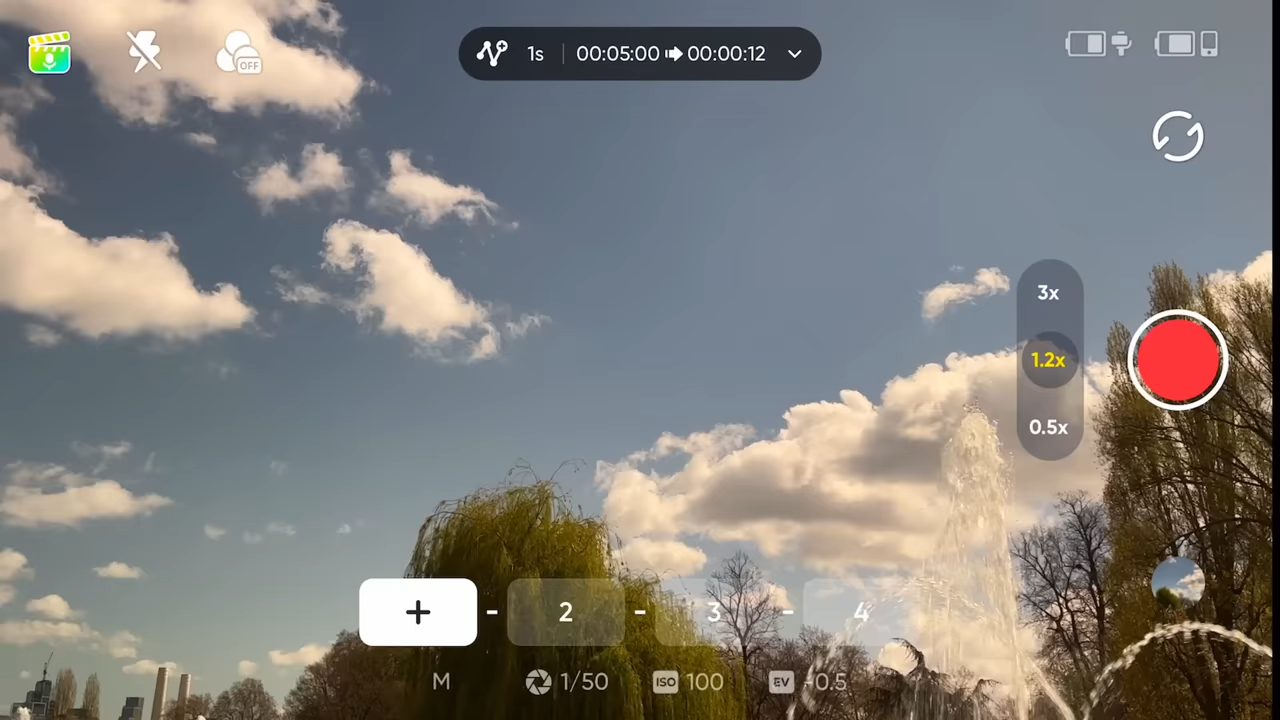 OFF
1s 00:05:00 00:00:12
3x
1.2x
0.5x
+ - 2 - 3 - 4
M 1/50 ISO 100 EV -0.5